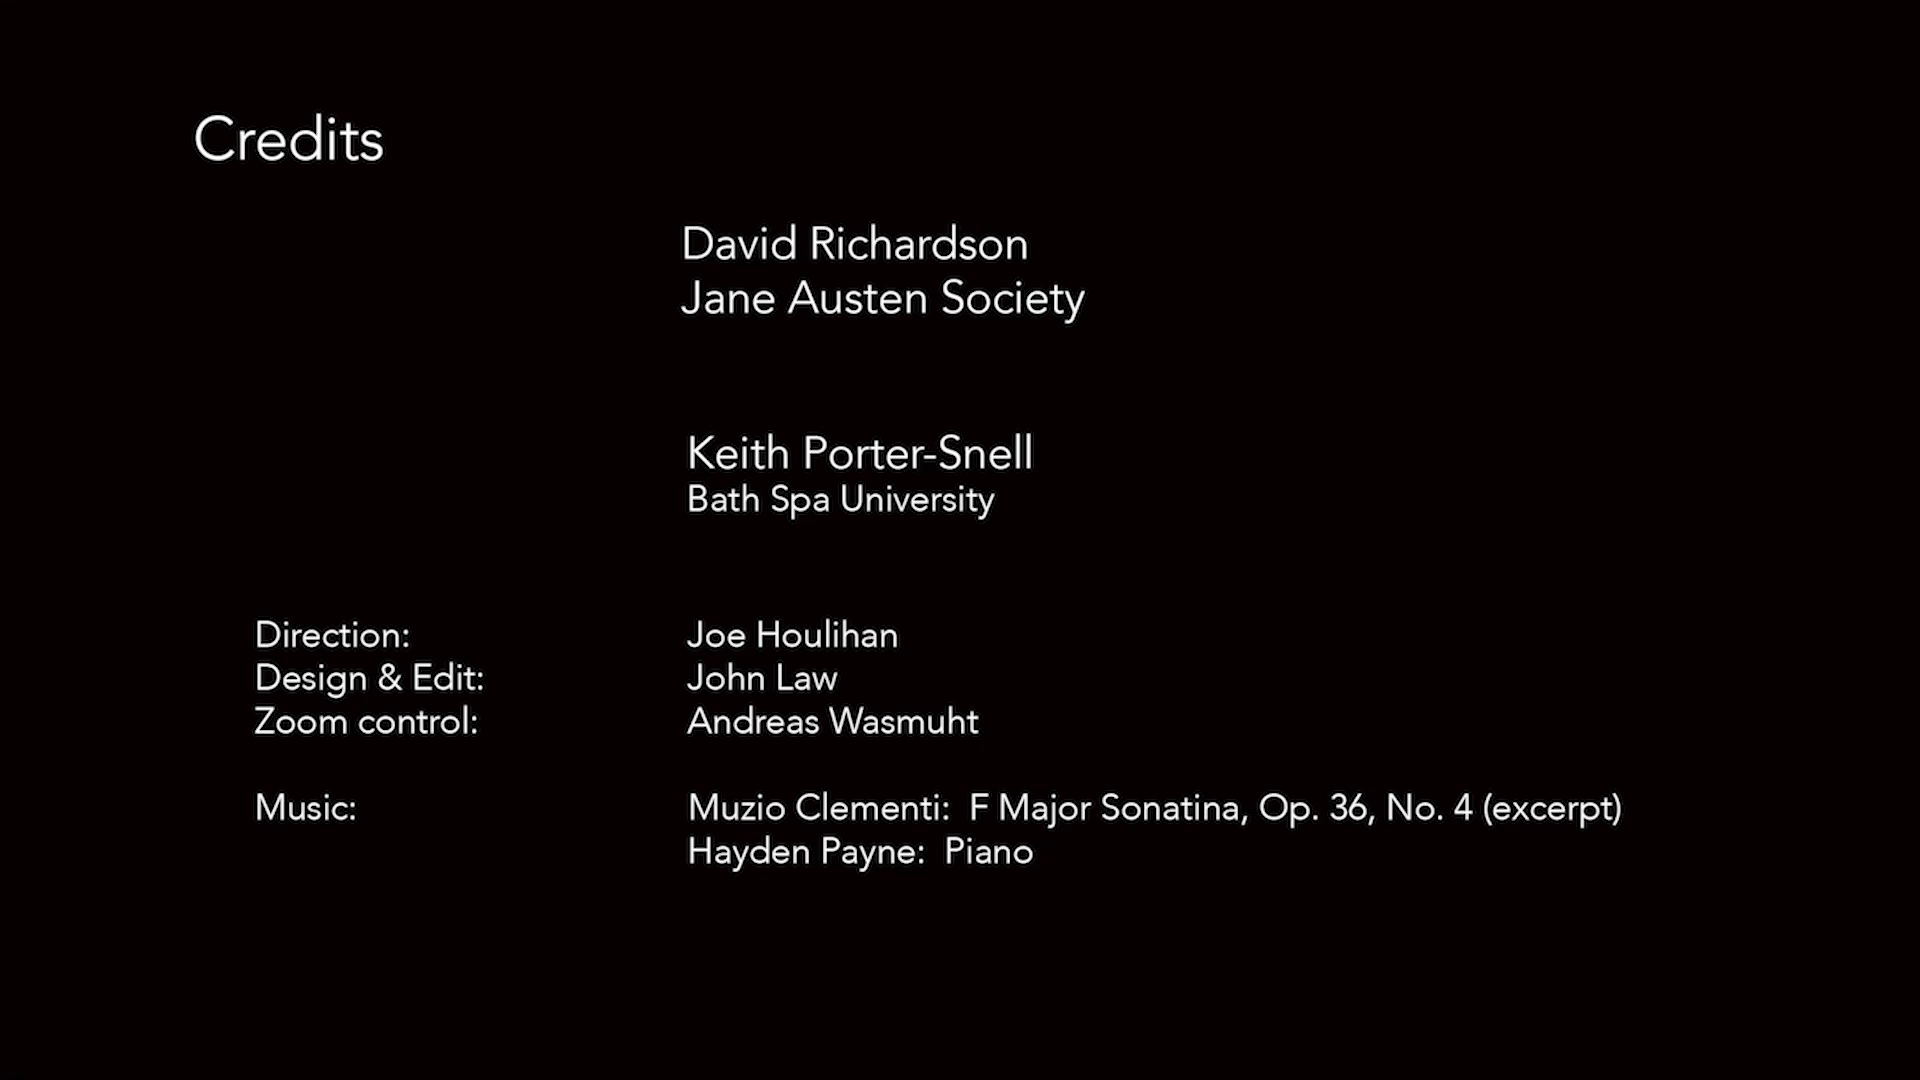 Credits
David Richardson
Jane Austen Society
Keith Porter-Snell
Bath Spa University
Direction: Joe Houlihan
Design & Edit: John Law
Zoom control: Andreas Wasmuht
Music: Muzio Clementi: F Major Sonatina, Op. 36, No. 4 (excerpt)
Hayden Payne: Piano